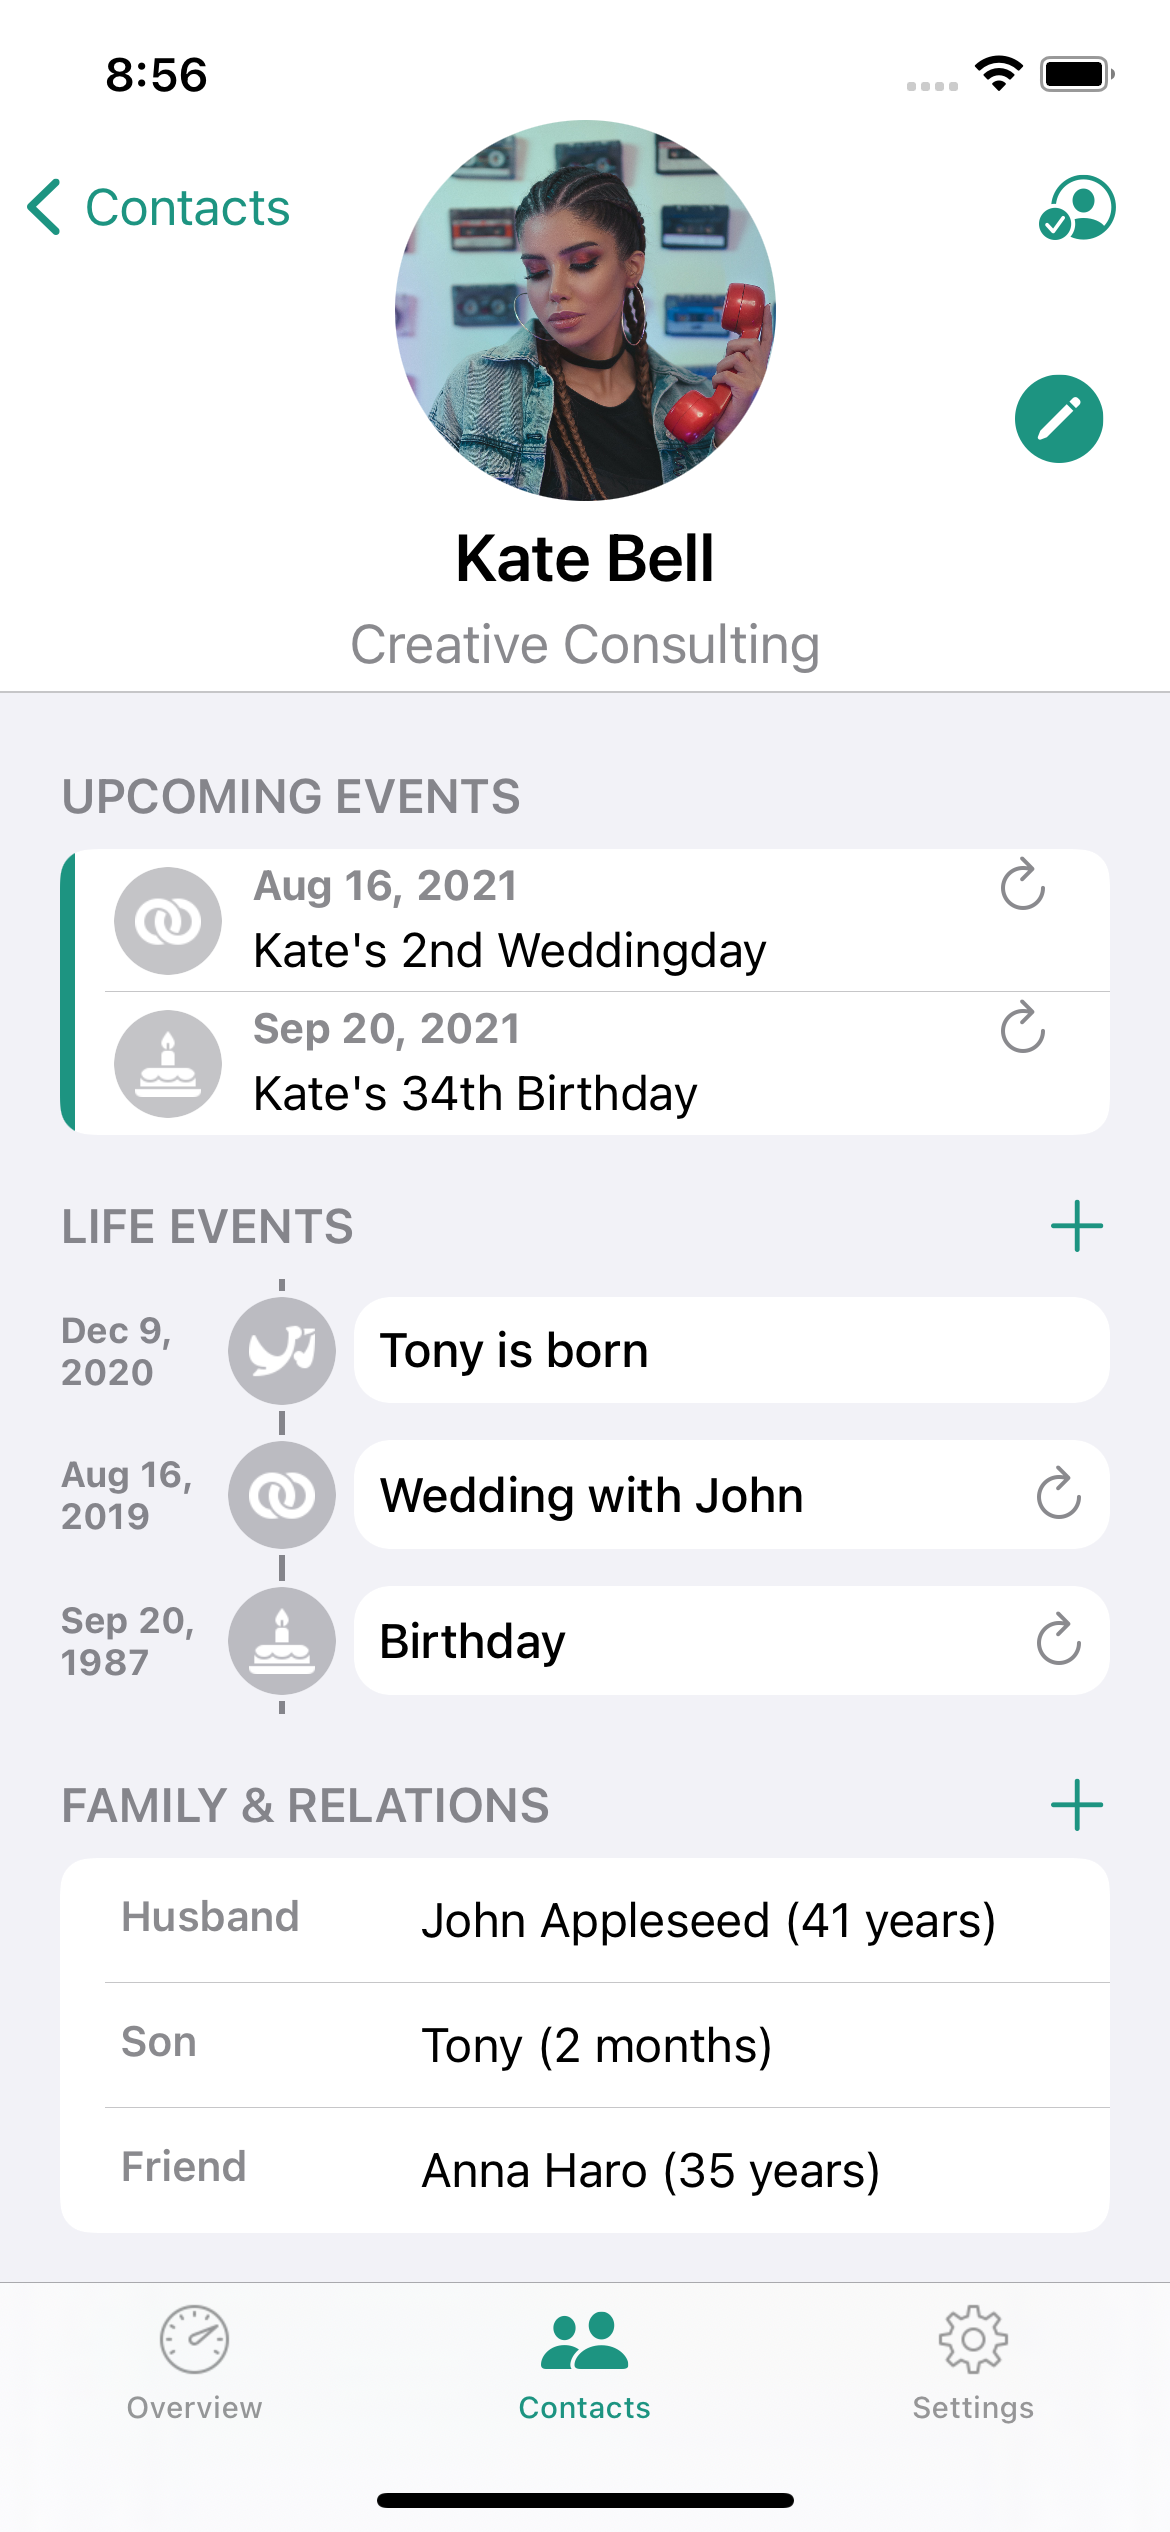 8:56
Contacts
Kate Bell
Creative Consulting
UPCOMING EVENTS
Aug 16, 2021
Kate's 2nd Weddingday
Sep 20, 2021
Kate's 34th Birthday
LIFE EVENTS
Dec 9,
2020
Tony is born
Aug 16,
2019
Wedding with John
Sep 20,
1987
Birthday
FAMILY & RELATIONS
Husband John Appleseed (41 years)
Son Tony (2 months)
Friend Anna Haro (35 years)
Overview Contacts Settings